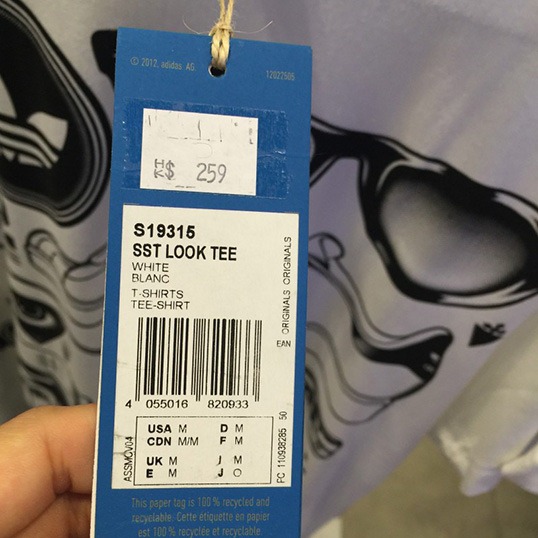 © 2012, adidas AG
12022506
HK$ 259
S19315
SST LOOK TEE
WHITE
BLANC
T-SHIRTS
TEE-SHIRT
ORIGINALS ORIGINALS
EAN
4 055016 820933
USA M D M
CDN M/M F M
UK M I M
E M J O
ASSMOV04
PC 110938285 50
This paper tag is 100 % recycled and
recyclable. Cette étiquette en papier
est 100 % recyclée et recyclable.